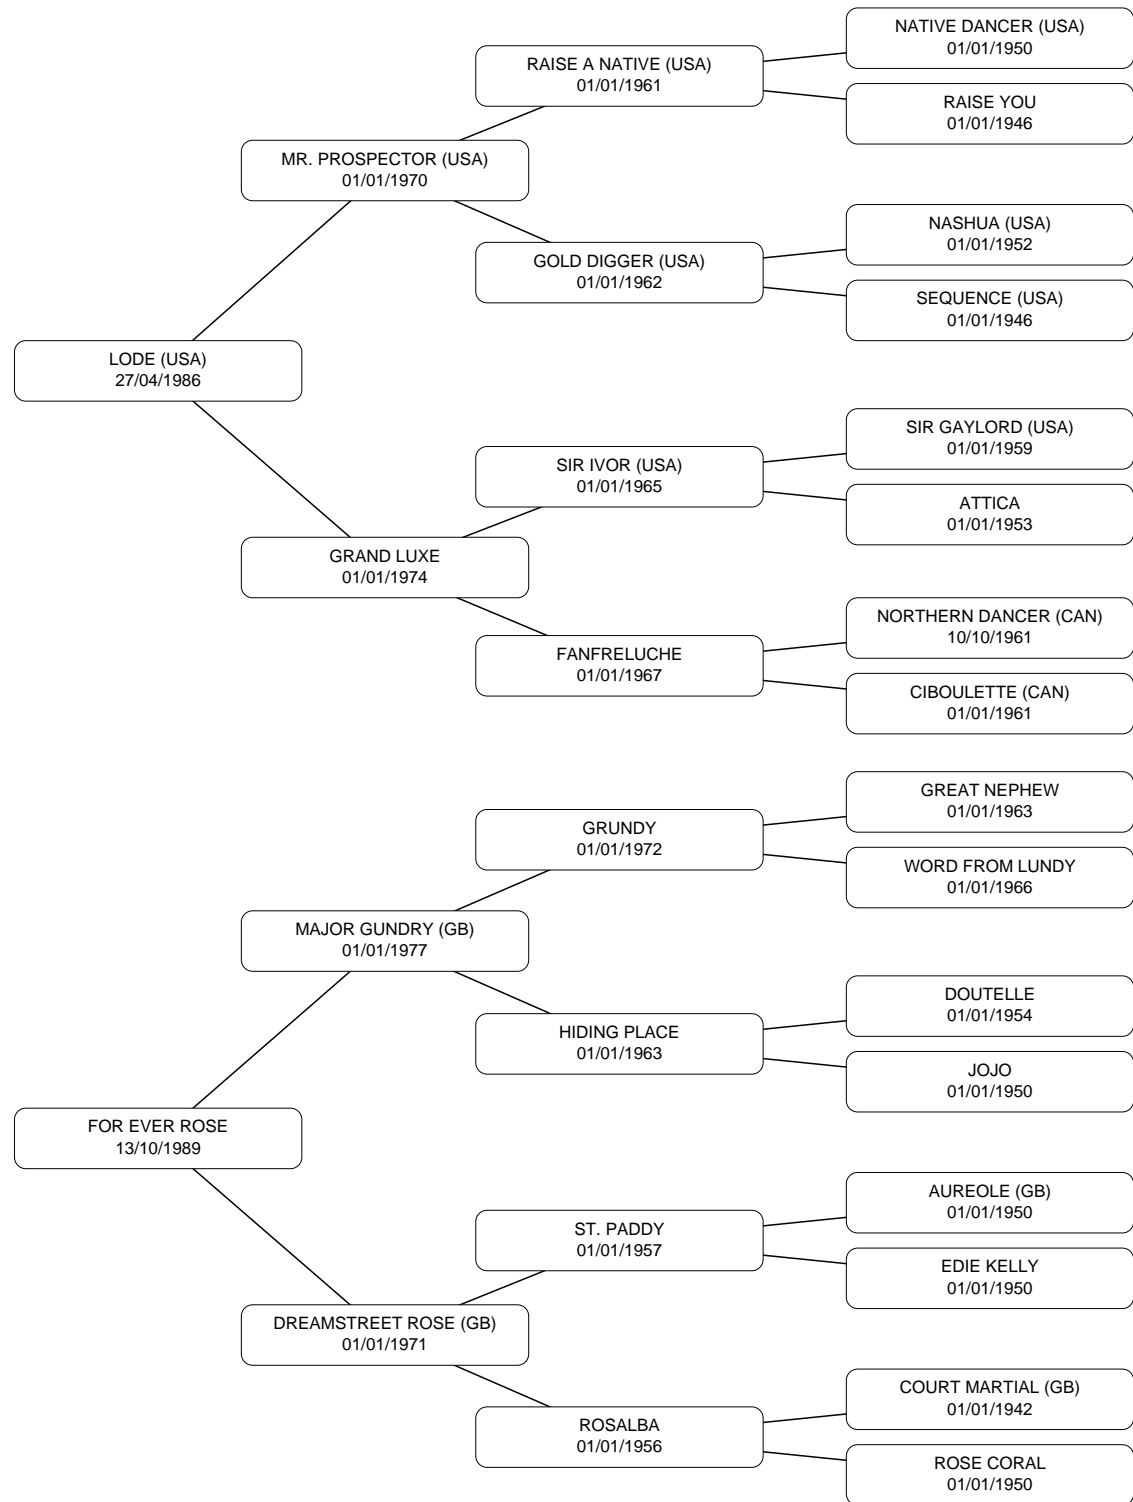 NATIVE DANCER (USA)
01/01/1950
RAISE A NATIVE (USA)
01/01/1961
RAISE YOU
01/01/1946
MR. PROSPECTOR (USA)
01/01/1970
NASHUA (USA)
01/01/1952
GOLD DIGGER (USA)
01/01/1962
SEQUENCE (USA)
01/01/1946
LODE (USA)
27/04/1986
SIR GAYLORD (USA)
01/01/1959
SIR IVOR (USA)
01/01/1965
ATTICA
01/01/1953
GRAND LUXE
01/01/1974
NORTHERN DANCER (CAN)
10/10/1961
FANFRELUCHE
01/01/1967
CIBOULETTE (CAN)
01/01/1961
GREAT NEPHEW
01/01/1963
GRUNDY
01/01/1972
WORD FROM LUNDY
01/01/1966
MAJOR GUNDRY (GB)
01/01/1977
DOUTELLE
01/01/1954
HIDING PLACE
01/01/1963
JOJO
01/01/1950
FOR EVER ROSE
13/10/1989
AUREOLE (GB)
01/01/1950
ST. PADDY
01/01/1957
EDIE KELLY
01/01/1950
DREAMSTREET ROSE (GB)
01/01/1971
COURT MARTIAL (GB)
01/01/1942
ROSALBA
01/01/1956
ROSE CORAL
01/01/1950